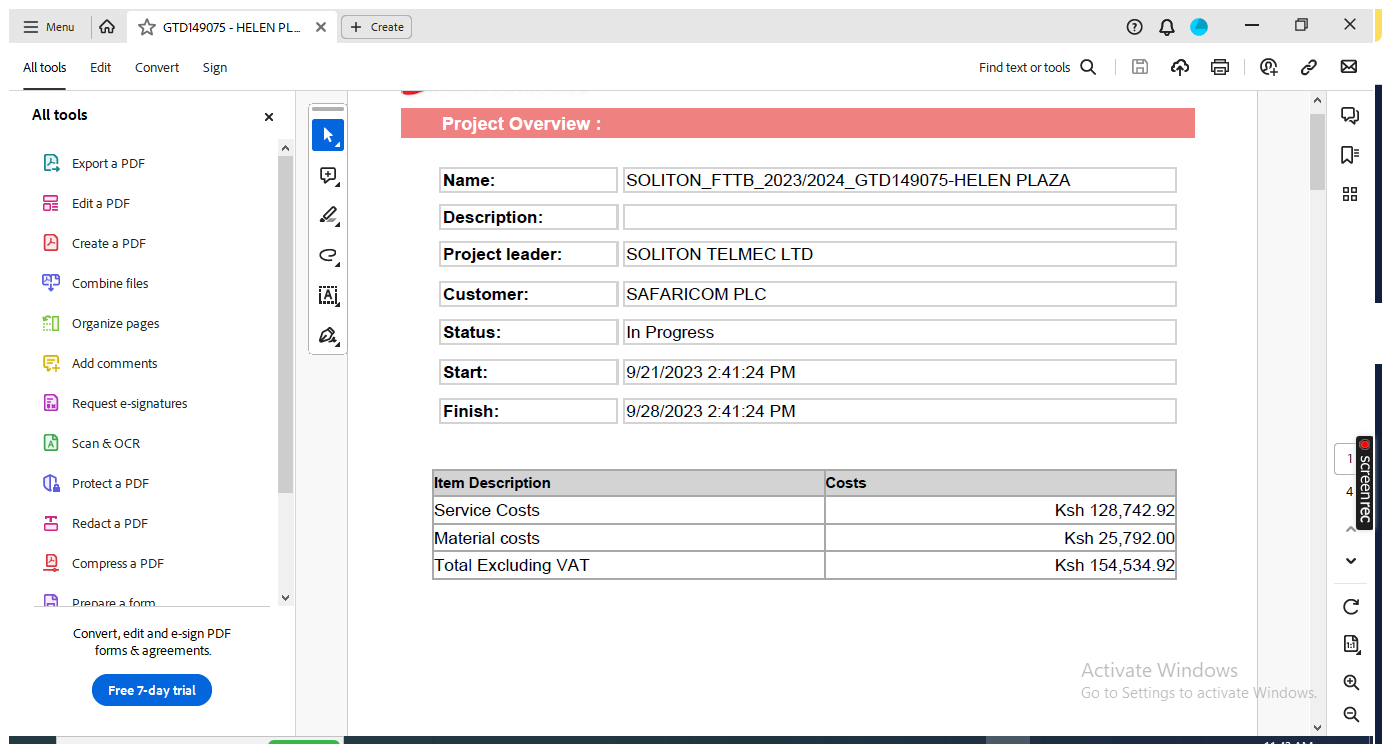 Menu
GTD149075 - HELEN PL...
Create
All tools
Edit
Convert
Sign
Find text or tools
All tools
Export a PDF
Edit a PDF
Create a PDF
Combine files
Organize pages
Add comments
Request e-signatures
Scan & OCR
Protect a PDF
Redact a PDF
Compress a PDF
Prepare a form
Convert, edit and e-sign PDF
forms & agreements.
Free 7-day trial
Project Overview :
Name: SOLITON_FTTB_2023/2024_GTD149075-HELEN PLAZA
Description:
Project leader: SOLITON TELMEC LTD
Customer: SAFARICOM PLC
Status: In Progress
Start: 9/21/2023 2:41:24 PM
Finish: 9/28/2023 2:41:24 PM
Item Description Costs
Service Costs Ksh 128,742.92
Material costs Ksh 25,792.00
Total Excluding VAT Ksh 154,534.92
1
4
screenrec
1:1
Activate Windows
Go to Settings to activate Windows.